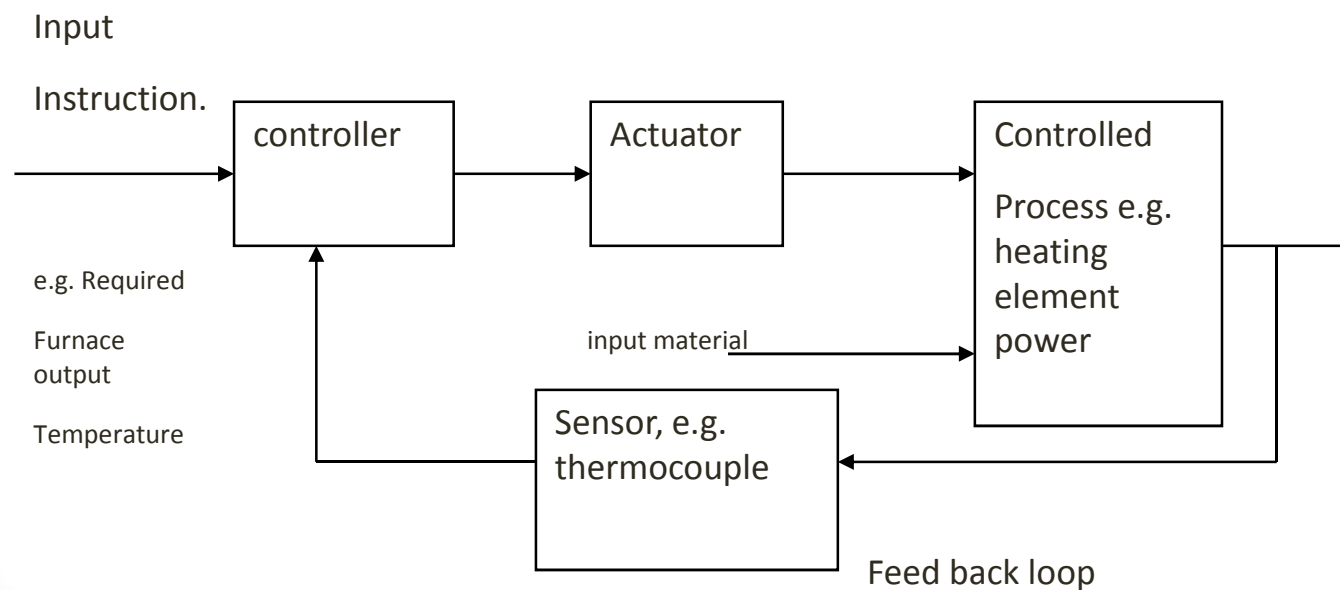 Input
Instruction.
controller
Actuator
Controlled
Process e.g.
heating
element
power
e.g. Required
Furnace
output
Temperature
input material
Sensor, e.g.
thermocouple
Feed back loop